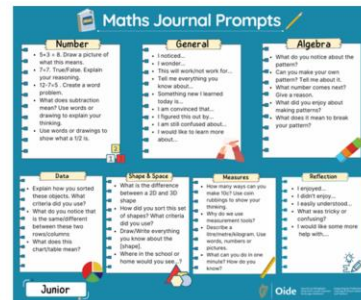 Maths Journal Prompts
Number
• 5+3 = 8. Draw a picture of
what this means.
• 7=7. True/False. Explain
your reasoning.
• 12-7=5 . Create a word
problem.
• What does subtraction
mean? Use words or
drawing to explain your
thinking.
• Use words or drawings to
show what a 1/2 is.
General
• I noticed...
• I wonder...
• This will work/not work for...
• Tell me everything you
know about...
• Something new I learned
today is...
• I am convinced that...
• I figured this out by...
• I am still confused about...
• I would like to learn more
about...
Algebra
• What do you notice about the
pattern?
• Can you make your own
pattern? Tell me about it.
• What number comes next?
Give a reason.
• What did you enjoy about
making patterns?
• What does it mean to break
your pattern?
Data
• Explain how you sorted
these objects. What
criteria did you use?
• What do you notice that
is the same/different
between these two
rows/columns
• What does this
chart/table mean?
Shape & Space
• What is the difference
between a 2D and 3D
shape
• How did you sort this set
of shapes? What criteria
did you use?
• Draw/Write everything
you know about the
[shape].
• Where in the school or
home would you see...?
Measures
• How many ways can you
make 10c? Use coin
rubbings to show your
thinking.
• Why do we use
measurement tools?
• Describe a
litre/metre/kilogram. Use
words, numbers or
pictures.
• What can you do in one
minute? How do you
know?
Reflection
• I enjoyed...
• I didn't enjoy...
• I easily understood...
• What was tricky or
confusing?
• I would like some more
help with....
Junior
Oide